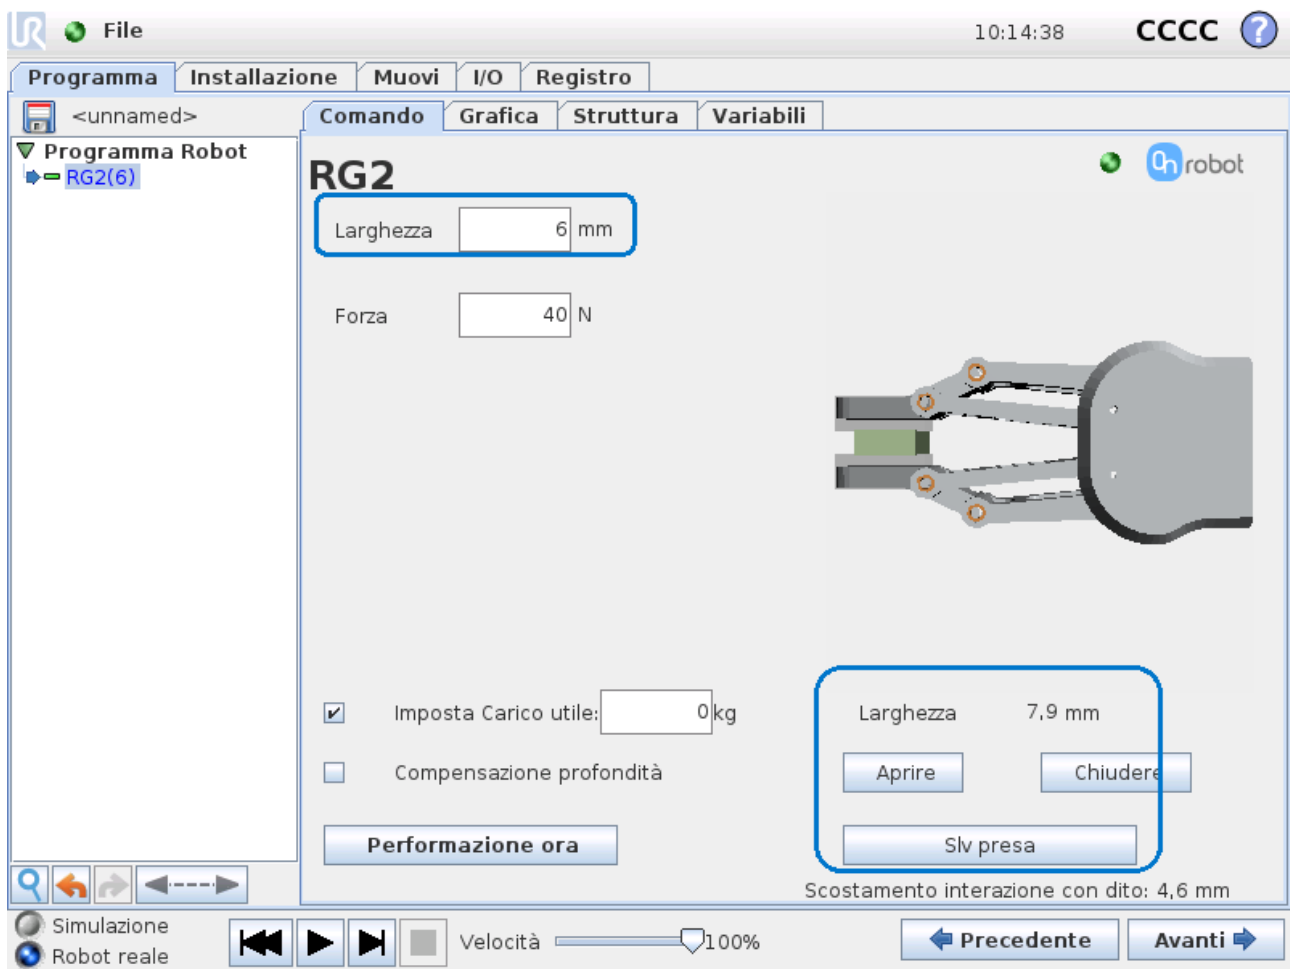 UR File 10:14:38 CCCC ?
Programma Installazione Muovi I/O Registro
<unnamed> Comando Grafica Struttura Variabili
Programma Robot
RG2(6)
RG2
On robot
Larghezza 6 mm
Forza 40 N
Imposta Carico utile: 0 kg
Larghezza 7,9 mm
Compensazione profondità
Aprire Chiudere
Performazione ora
Slv presa
Scostamento interazione con dito: 4,6 mm
Simulazione
Robot reale
Velocità 100%
Precedente Avanti